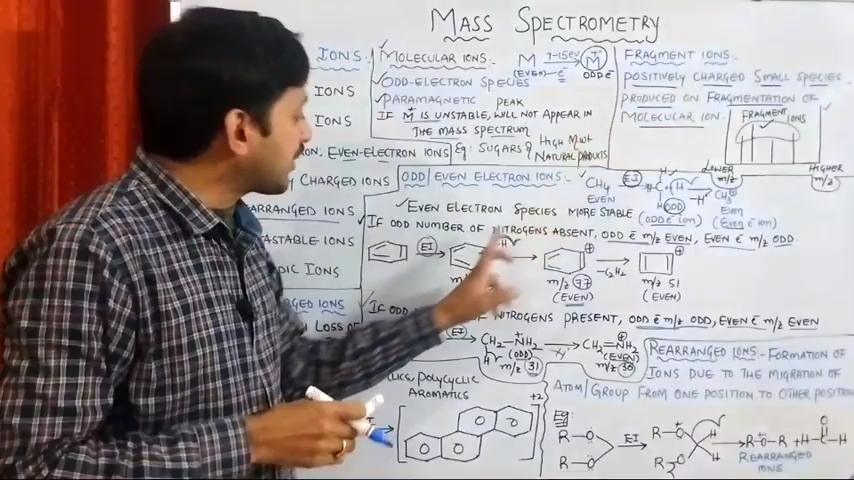 MASS SPECTROMETRY
IONS:
IONS
IONS
ION, EVEN-ELECTRON IONS
CHARGED IONS
ARRANGED IONS
TASTABLE IONS
DIC IONS
GED IONS
LOSS OF
MOLECULAR IONS:- M 7-15eV M+
(EVEN) -e ODD e
ODD-ELECTRON SPECIES
PARAMAGNETIC PEAK
IF M+ IS UNSTABLE, WILL NOT APPEAR IN
THE MASS SPECTRUM
Eg: SUGARS & HIGH M.wt
NATURAL PRODUCTS
FRAGMENT IONS:-
POSITIVELY CHARGED SMALL SPECIES
PRODUCED ON FRAGMENTATION OF
MOLECULAR ION.
FRAGMENT IONS
LOWER m/z
HIGHER m/z
ODD/EVEN ELECTRON IONS:-
CH4 EI H C H H -H CH3
EVEN ODD Even
(ODD e ION) (EVEN e ION)
EVEN ELECTRON SPECIES MORE STABLE
IF ODD NUMBER OF NITROGENS ABSENT, ODD e m/z EVEN, EVEN e m/z ODD
EI H -C2H2
m/z 77 m/z 51
(EVEN) (EVEN)
IF ODD NITROGENS PRESENT, ODD e m/z ODD, EVEN e m/z EVEN
EI CH2-NH2 -H CH2=NH2
H (ODD) (EVEN)
m/z 31 m/z 30
REARRANGED IONS:- FORMATION OF
IONS DUE TO THE MIGRATION OF
ATOM/GROUP FROM ONE POSITION TO OTHER POSITION
LICS, POLYCYCLIC
AROMATICS
+2
Eg:
R-O EI R-O H R-O-R + H-C-H
R-O R-O H REARRANGED
IONS